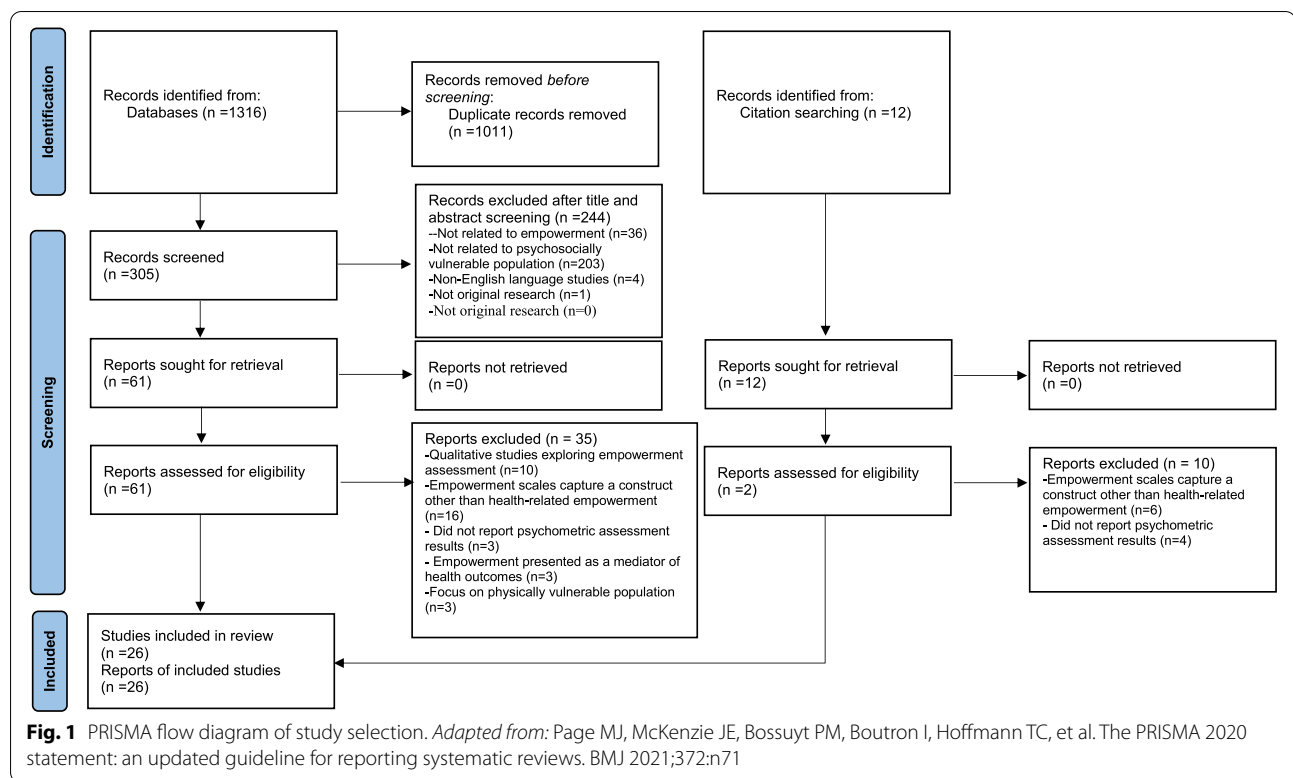 Identification
Records identified from:
Databases (n =1316)
Records removed before
screening:
Duplicate records removed
(n =1011)
Records identified from:
Citation searching (n =12)
Screening
Records screened
(n =305)
Records excluded after title and
abstract screening (n =244)
--Not related to empowerment (n=36)
-Not related to psychosocially
vulnerable population (n=203)
-Non-English language studies (n=4)
-Not original research (n=1)
-Not original research (n=0)
Reports sought for retrieval
(n =61)
Reports not retrieved
(n =0)
Reports sought for retrieval
(n =12)
Reports not retrieved
(n =0)
Reports assessed for eligibility
(n =61)
Reports excluded (n = 35)
-Qualitative studies exploring empowerment
assessment (n=10)
-Empowerment scales capture a construct
other than health-related empowerment
(n=16)
- Did not report psychometric assessment
results (n=3)
- Empowerment presented as a mediator of
health outcomes (n=3)
-Focus on physically vulnerable population
(n=3)
Reports assessed for eligibility
(n =2)
Reports excluded (n = 10)
-Empowerment scales capture a
construct other than health-related
empowerment
(n=6)
- Did not report psychometric
assessment results (n=4)
Included
Studies included in review
(n =26)
Reports of included studies
(n =26)
Fig. 1 PRISMA flow diagram of study selection. Adapted from: Page MJ, McKenzie JE, Bossuyt PM, Boutron I, Hoffmann TC, et al. The PRISMA 2020
statement: an updated guideline for reporting systematic reviews. BMJ 2021;372:n71